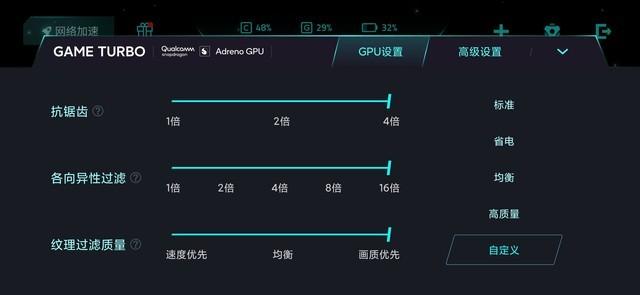 网络加速 C 48% G 29% 32%
GAME TURBO Qualcomm snapdragon Adreno GPU GPU设置 高级设置
抗锯齿 ?
1倍 2倍 4倍
各向异性过滤 ?
1倍 2倍 4倍 8倍 16倍
纹理过滤质量 ?
速度优先 均衡 画质优先
标准
省电
均衡
高质量
自定义